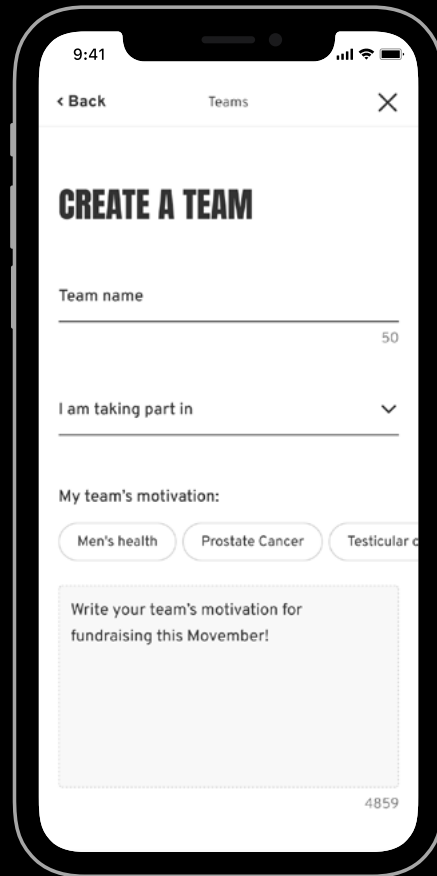 9:41
< Back
Teams
CREATE A TEAM
Team name
50
I am taking part in
My team's motivation:
Men's health
Prostate Cancer
Testicular c
Write your team's motivation for
fundraising this Movember!
4859